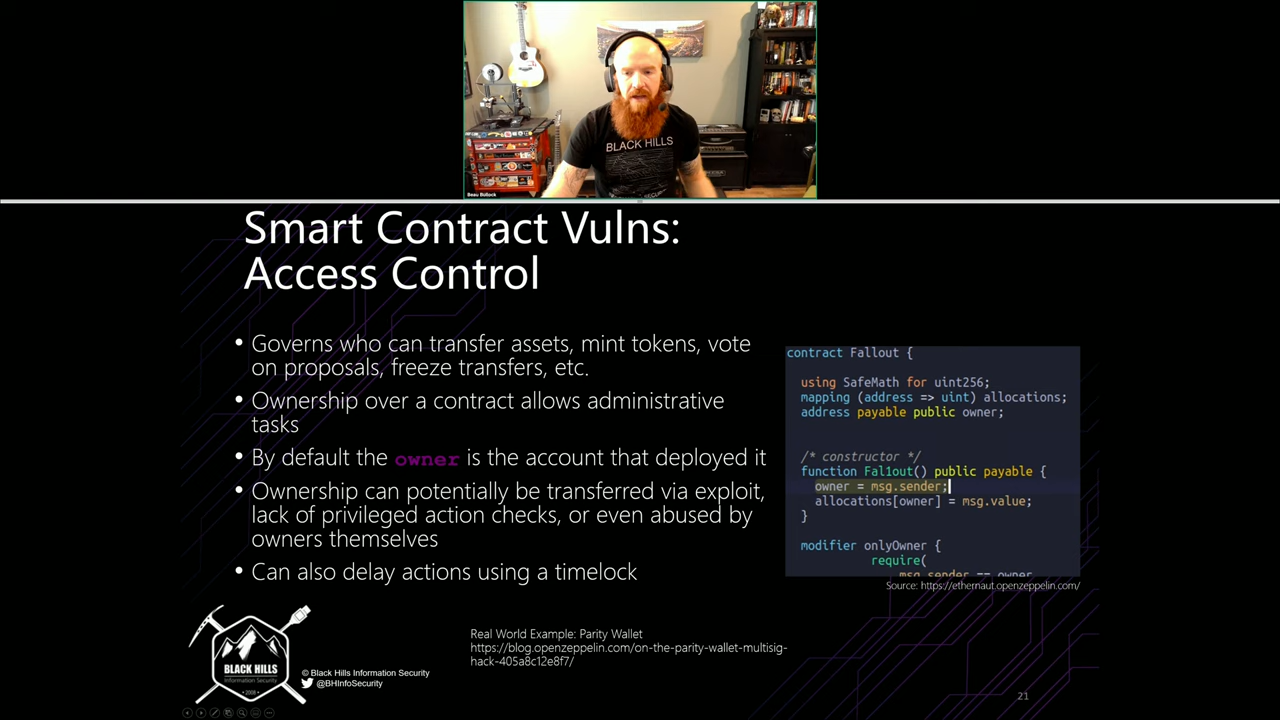 BLACK HILLS
Beau Bullock
Smart Contract Vulns:
Access Control
• Governs who can transfer assets, mint tokens, vote
on proposals, freeze transfers, etc.
• Ownership over a contract allows administrative
tasks
• By default the owner is the account that deployed it
• Ownership can potentially be transferred via exploit,
lack of privileged action checks, or even abused by
owners themselves
• Can also delay actions using a timelock
contract Fallout {
using SafeMath for uint256;
mapping (address => uint) allocations;
address payable public owner;
/* constructor */
function Fal1out() public payable {
owner = msg.sender;
allocations[owner] = msg.value;
}
modifier onlyOwner {
require(
msg.sender == owner
Source: https://ethernaut.openzeppelin.com/
Real World Example: Parity Wallet
https://blog.openzeppelin.com/on-the-parity-wallet-multisig-
hack-405a8c12e8f7/
BLACK HILLS
Information Security
• 2008 •
© Black Hills Information Security
@BHInfoSecurity
21